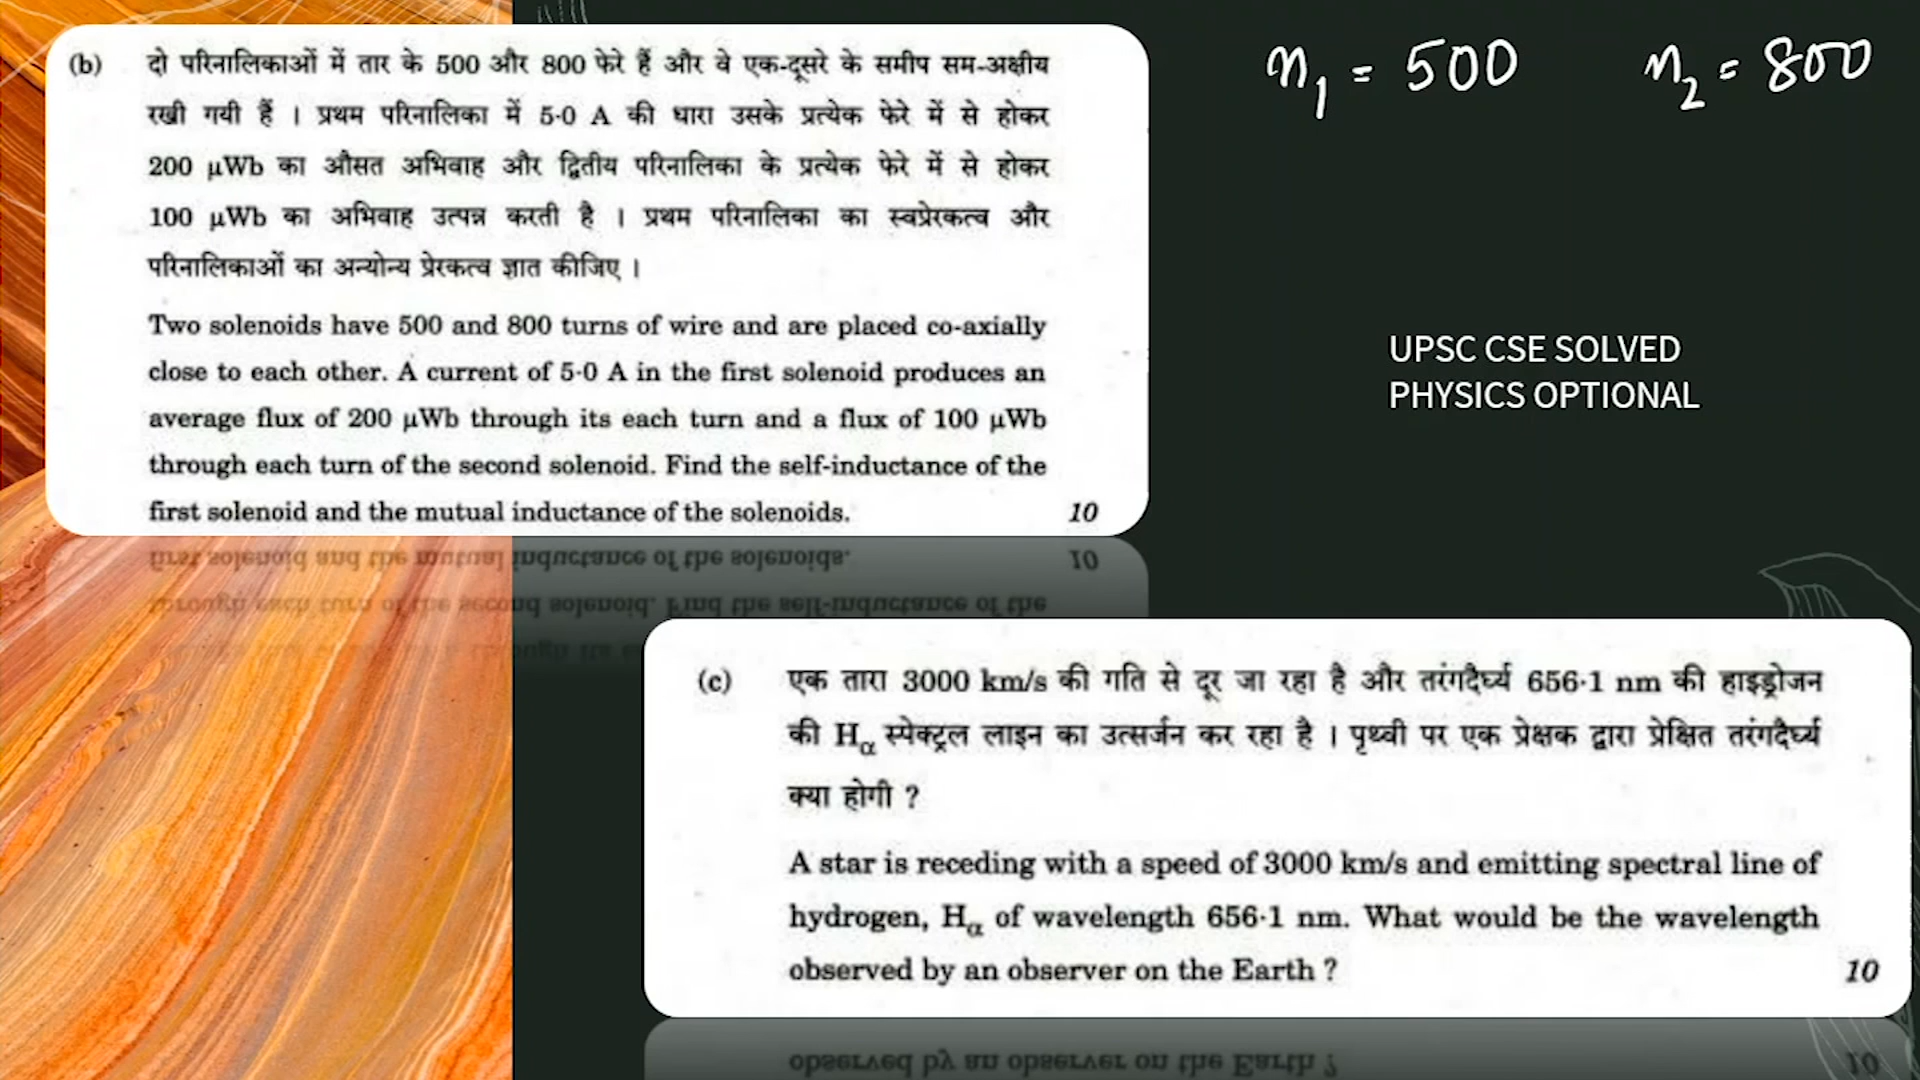 (b) दो परिनालिकाओं में तार के 500 और 800 फेरे हैं और वे एक-दूसरे के समीप सम-अक्षीय
रखी गयी हैं । प्रथम परिनालिका में 5·0 A की धारा उसके प्रत्येक फेरे में से होकर
200 μWb का औसत अभिवाह और द्वितीय परिनालिका के प्रत्येक फेरे में से होकर
100 μWb का अभिवाह उत्पन्न करती है । प्रथम परिनालिका का स्वप्रेरकत्व और
परिनालिकाओं का अन्योन्य प्रेरकत्व ज्ञात कीजिए ।
Two solenoids have 500 and 800 turns of wire and are placed co-axially
close to each other. A current of 5·0 A in the first solenoid produces an
average flux of 200 μWb through its each turn and a flux of 100 μWb
through each turn of the second solenoid. Find the self-inductance of the
first solenoid and the mutual inductance of the solenoids. 10
n₁ = 500 n₂ = 800
UPSC CSE SOLVED
PHYSICS OPTIONAL
(c) एक तारा 3000 km/s की गति से दूर जा रहा है और तरंगदैर्घ्य 656·1 nm की हाइड्रोजन
की Hα स्पेक्ट्रल लाइन का उत्सर्जन कर रहा है । पृथ्वी पर एक प्रेक्षक द्वारा प्रेक्षित तरंगदैर्घ्य
क्या होगी ?
A star is receding with a speed of 3000 km/s and emitting spectral line of
hydrogen, Hα of wavelength 656·1 nm. What would be the wavelength
observed by an observer on the Earth ? 10